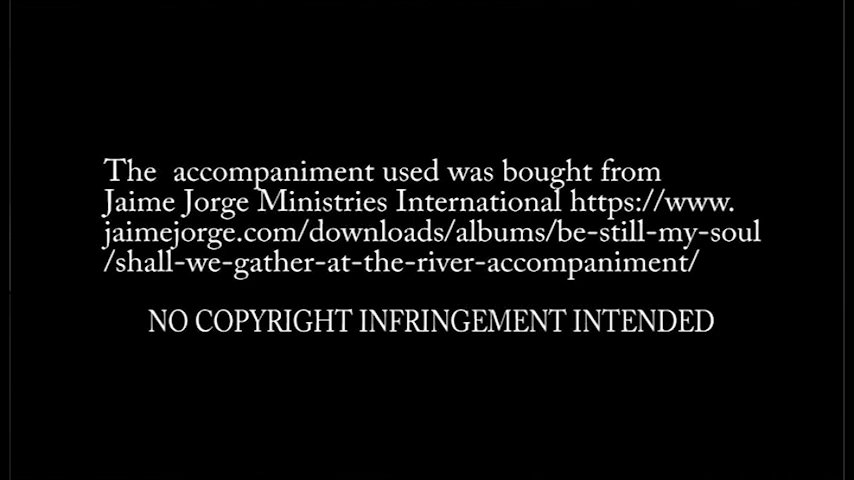 The  accompaniment used was bought from
Jaime Jorge Ministries International https://www.
jaimejorge.com/downloads/albums/be-still-my-soul
/shall-we-gather-at-the-river-accompaniment/
NO COPYRIGHT INFRINGEMENT INTENDED